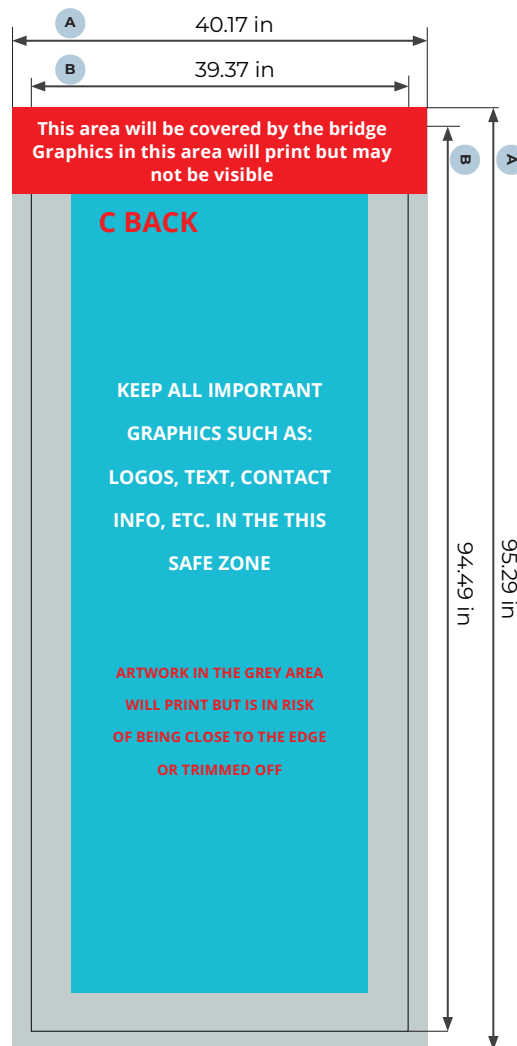 A
40.17 in
B
39.37 in
This area will be covered by the bridge
Graphics in this area will print but may
not be visible
B
A
C BACK
KEEP ALL IMPORTANT
GRAPHICS SUCH AS:
LOGOS, TEXT, CONTACT
INFO, ETC. IN THE THIS
SAFE ZONE
94.49 in
95.29 in
ARTWORK IN THE GREY AREA
WILL PRINT BUT IS IN RISK
OF BEING CLOSE TO THE EDGE
OR TRIMMED OFF